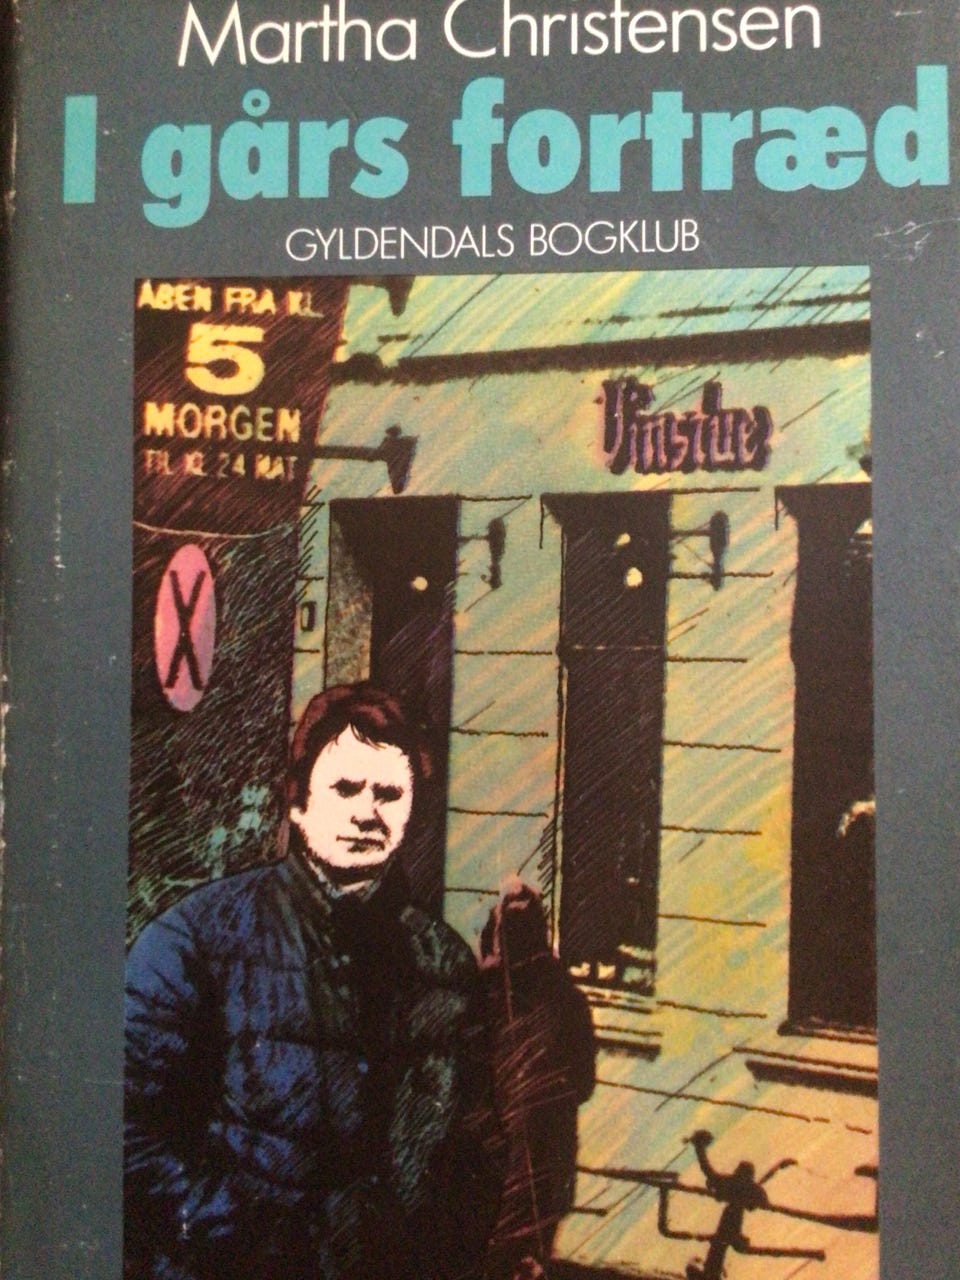 Martha Christensen
I gårs fortræd
GYLDENDALS BOGKLUB
ÅBEN FRA KL.
5
MORGEN
TIL KL. 24 NAT
X
Vinstue